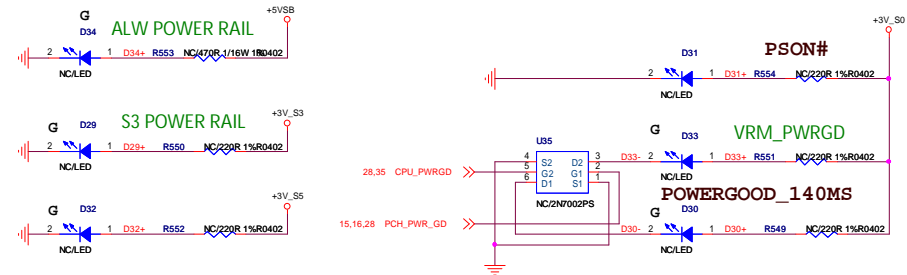 G
ALW POWER RAIL
+5VSB
D34
2 1 D34+ R553 NC/470R 1/16W 1%R0402
NC/LED
G
S3 POWER RAIL
+3V_S3
D29
2 1 D29+ R550 NC/220R 1%R0402
NC/LED
G
+3V_S5
D32
2 1 D32+ R552 NC/220R 1%R0402
NC/LED
+3V_S0
PSON#
D31
2 1 D31+ R554 NC/220R 1%R0402
NC/LED
G
VRM_PWRGD
D33
2 1 D33+ R551 NC/220R 1%R0402
NC/LED
U35
4 S2 D2 3 D33-
5 G2 G1 2
6 D1 S1 1
NC/2N7002PS
28,35 CPU_PWRGD
15,16,28 PCH_PWR_GD
POWERGOOD_140MS
G
D30
D30- 2 1 D30+ R549 NC/220R 1%R0402
NC/LED